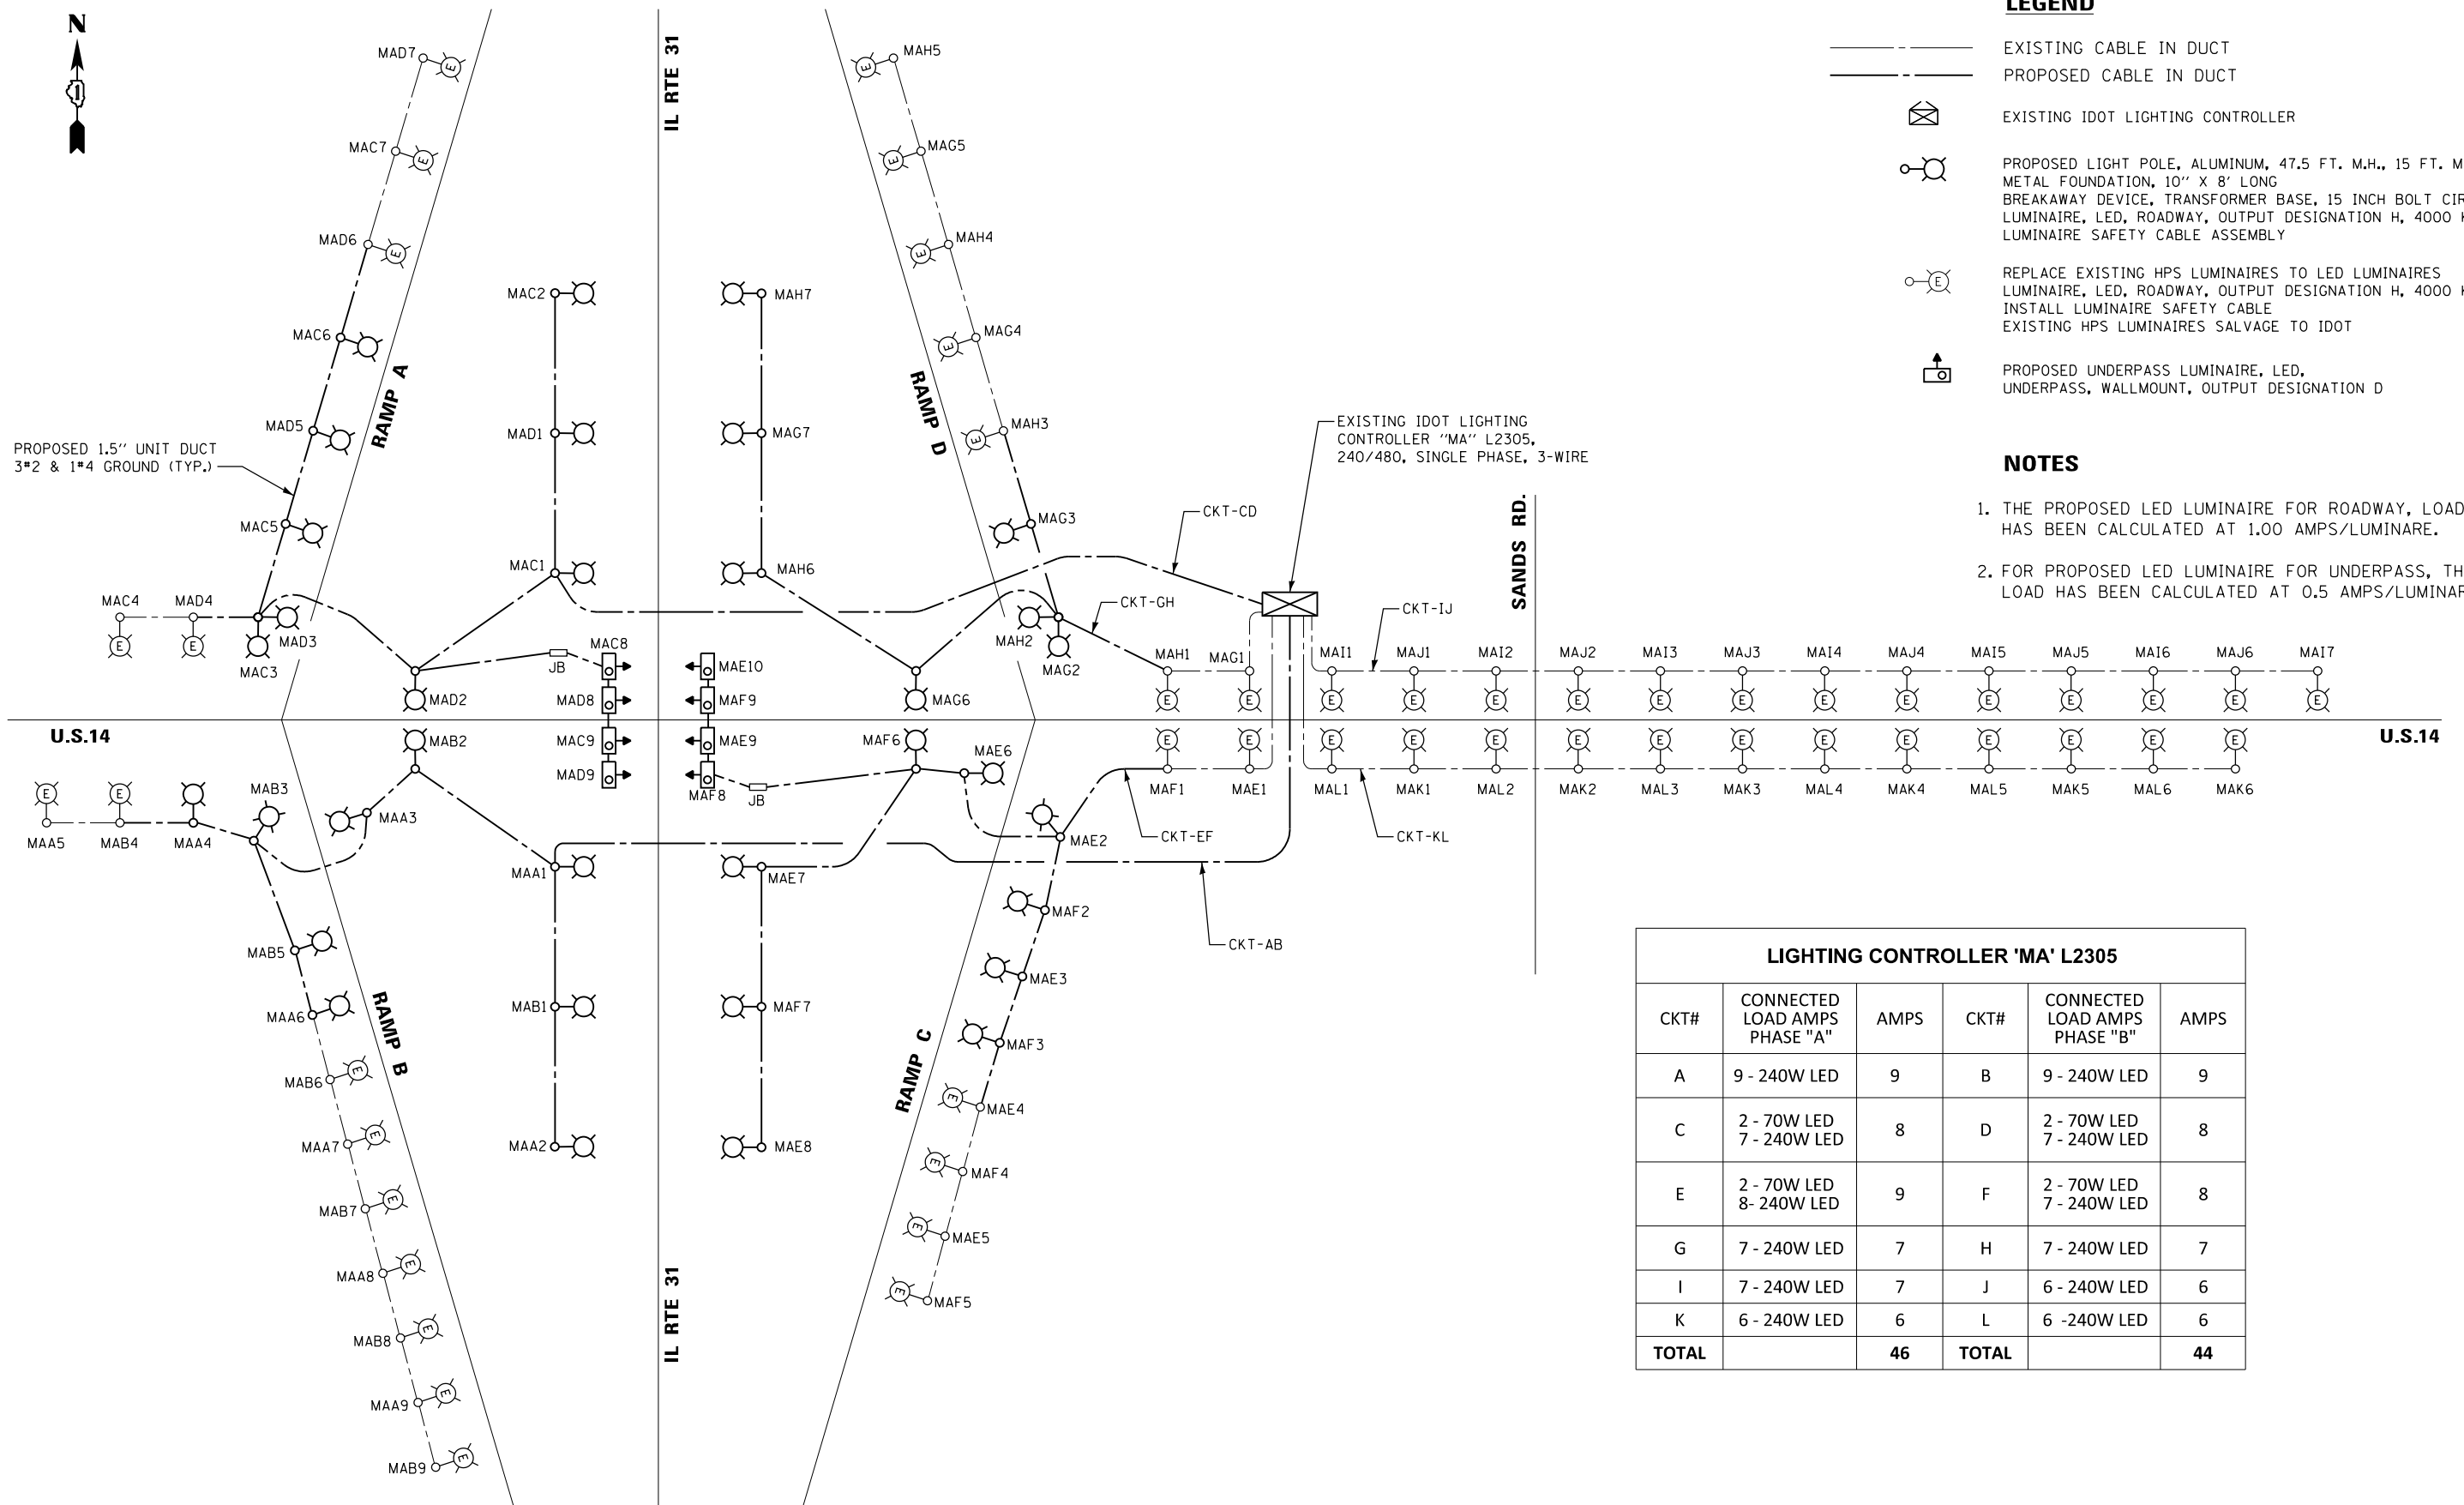 N
1
MAD7
MAC7
MAD6
MAC6
MAD5
MAC5
RAMP A
PROPOSED 1.5" UNIT DUCT
3#2 & 1#4 GROUND (TYP.)
MAC4
MAD4
MAD3
MAC3
MAC2
MAD1
MAC1
IL RTE 31
MAH7
MAG7
MAH6
MAH5
MAG5
MAH4
MAG4
MAH3
MAG3
RAMP D
MAH2
MAG2
CKT-CD
CKT-GH
EXISTING IDOT LIGHTING
CONTROLLER "MA" L2305,
240/480, SINGLE PHASE, 3-WIRE
SANDS RD.
CKT-IJ
LEGEND
EXISTING CABLE IN DUCT
PROPOSED CABLE IN DUCT
EXISTING IDOT LIGHTING CONTROLLER
PROPOSED LIGHT POLE, ALUMINUM, 47.5 FT. M.H., 15 FT. M
METAL FOUNDATION, 10" X 8' LONG
BREAKAWAY DEVICE, TRANSFORMER BASE, 15 INCH BOLT CIR
LUMINAIRE, LED, ROADWAY, OUTPUT DESIGNATION H, 4000 K
LUMINAIRE SAFETY CABLE ASSEMBLY
E
REPLACE EXISTING HPS LUMINAIRES TO LED LUMINAIRES
LUMINAIRE, LED, ROADWAY, OUTPUT DESIGNATION H, 4000 K
INSTALL LUMINAIRE SAFETY CABLE
EXISTING HPS LUMINAIRES SALVAGE TO IDOT
PROPOSED UNDERPASS LUMINAIRE, LED,
UNDERPASS, WALLMOUNT, OUTPUT DESIGNATION D
NOTES
1. THE PROPOSED LED LUMINAIRE FOR ROADWAY, LOAD
HAS BEEN CALCULATED AT 1.00 AMPS/LUMINARE.
2. FOR PROPOSED LED LUMINAIRE FOR UNDERPASS, TH
LOAD HAS BEEN CALCULATED AT 0.5 AMPS/LUMINAR
MAD2
JB
MAC8
MAD8
MAC9
MAD9
MAE10
MAF9
MAE9
MAF8
JB
MAG6
MAF6
MAE6
MAH1 MAG1 MAI1 MAJ1 MAI2 MAJ2 MAI3 MAJ3 MAI4 MAJ4 MAI5 MAJ5 MAI6 MAJ6 MAI7
E E E E E E E E E E E E E E E
U.S.14
U.S.14
E E E E E E E E E E E E E E
MAF1 MAE1 MAL1 MAK1 MAL2 MAK2 MAL3 MAK3 MAL4 MAK4 MAL5 MAK5 MAL6 MAK6
MAB2
MAB3
MAA3
MAA5 MAB4 MAA4
MAB5
MAA6
MAB6
MAA7
MAB7
MAA8
MAB8
MAA9
MAB9
RAMP B
MAA1
MAB1
MAA2
IL RTE 31
MAE7
MAF7
MAE8
MAE2
MAF2
MAE3
MAF3
MAE4
MAF4
MAE5
MAF5
RAMP C
CKT-EF
CKT-KL
CKT-AB
LIGHTING CONTROLLER 'MA' L2305
CKT# CONNECTED LOAD AMPS PHASE "A" AMPS CKT# CONNECTED LOAD AMPS PHASE "B" AMPS
A 9 - 240W LED 9 B 9 - 240W LED 9
C 2 - 70W LED 7 - 240W LED 8 D 2 - 70W LED 7 - 240W LED 8
E 2 - 70W LED 8- 240W LED 9 F 2 - 70W LED 7 - 240W LED 8
G 7 - 240W LED 7 H 7 - 240W LED 7
I 7 - 240W LED 7 J 6 - 240W LED 6
K 6 - 240W LED 6 L 6 -240W LED 6
TOTAL 46 TOTAL 44